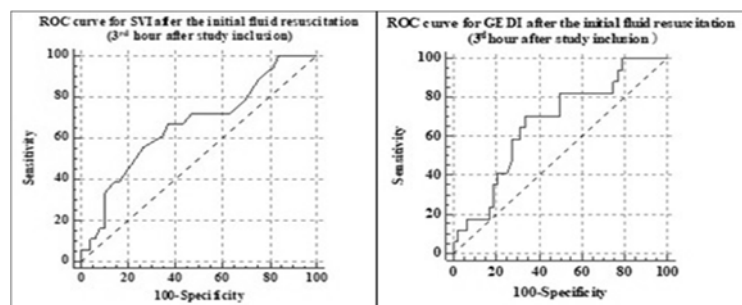 ROC curve for SVI after the initial fluid resuscitation
(3rd hour after study inclusion)
100
80
60
40
20
0
Sensitivity
0 20 40 60 80 100
100-Specificity
ROC curve for GEDI after the initial fluid resuscitation
(3rd hour after study inclusion )
100
80
60
40
20
0
Sensitivity
0 20 40 60 80 100
100-Specificity